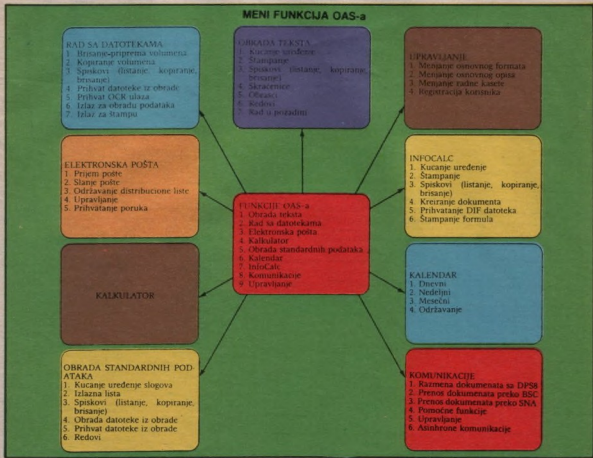 MENI FUNKCIJA OAS-a
RAD SA DATOTEKAMA
1. Brisanje-priprema volumena
2. Kopiranje volumena
3. Spiskovi (listanje, kopiranje,
brisanje)
4. Prihvat datoteke iz obrade
5. Prihvat OCR ulaza
6. Izlaz za obradu podataka
7. Izlaz za štampu
OBRADA TEKSTA
1. Kucanje uređenje
2. Štampanje
3. Spiskovi (listanje, kopiranje,
brisanje)
4. Skraćenice
5. Obrasci
6. Redovi
7. Rad u pozadini
UPRAVLJANJE
1. Menjanje osnovnog formata
2. Menjanje osnovnog opisa
3. Menjanje radne kasete
4. Registracija korisnika
ELEKTRONSKA POŠTA
1. Prijem pošte
2. Slanje pošte
3. Održavanje distribucione liste
4. Upravljanje
5. Prihvatanje poruka
FUNKCIJE OAS-a
1. Obrada teksta
2. Rad sa datotekama
3. Elektronska pošta
4. Kalkulator
5. Obrada standardnih podataka
6. Kalendar
7. InfoCalc
8. Komunikacije
9. Upravljanje
INFOCALC
1. Kucanje uređenje
2. Štampanje
3. Spiskovi (listanje, kopiranje,
brisanje)
4. Kreiranje dokumenta
5. Prihvatanje DIF datoteka
6. Štampanje formula
KALKULATOR
KALENDAR
1. Dnevni
2. Nedeljni
3. Mesečni
4. Održavanje
OBRADA STANDARDNIH POD-
ATAKA
1. Kucanje uređenje slogova
2. Izlazna lista
3. Spiskovi (listanje, kopiranje,
brisanje)
4. Obrada datoteke iz obrade
5. Prihvat datoteke iz obrade
6. Redovi
KOMUNIKACIJE
1. Razmena dokumenata sa DPS8
2. Prenos dokumenata preko BSC
3. Prenos dokumenata preko SNA
4. Pomoćne funkcije
5. Upravljanje
6. Asinhrone komunikacije